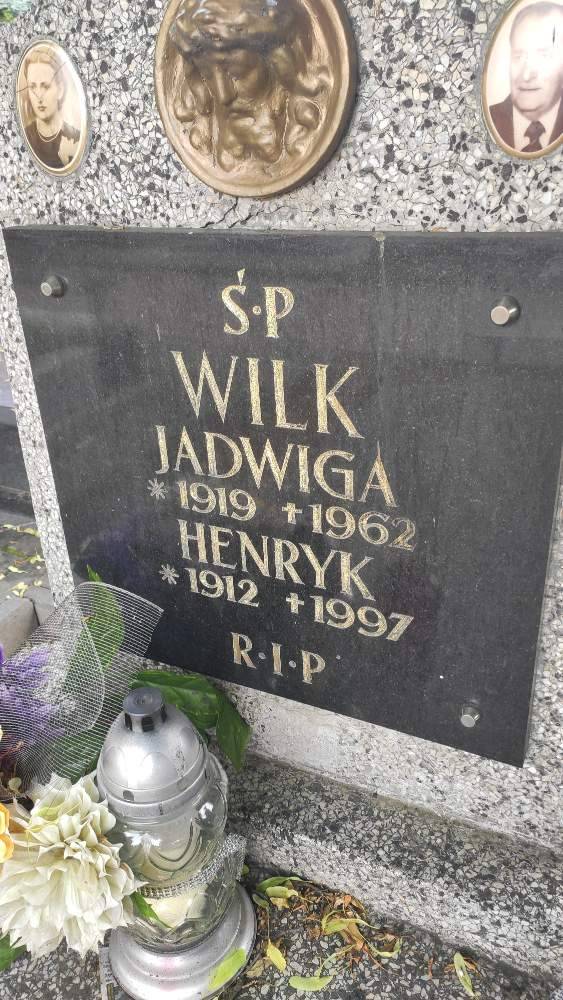 Ś·P
WILK
JADWIGA
* 1919 † 1962
HENRYK
* 1912 † 1997
R·I·P